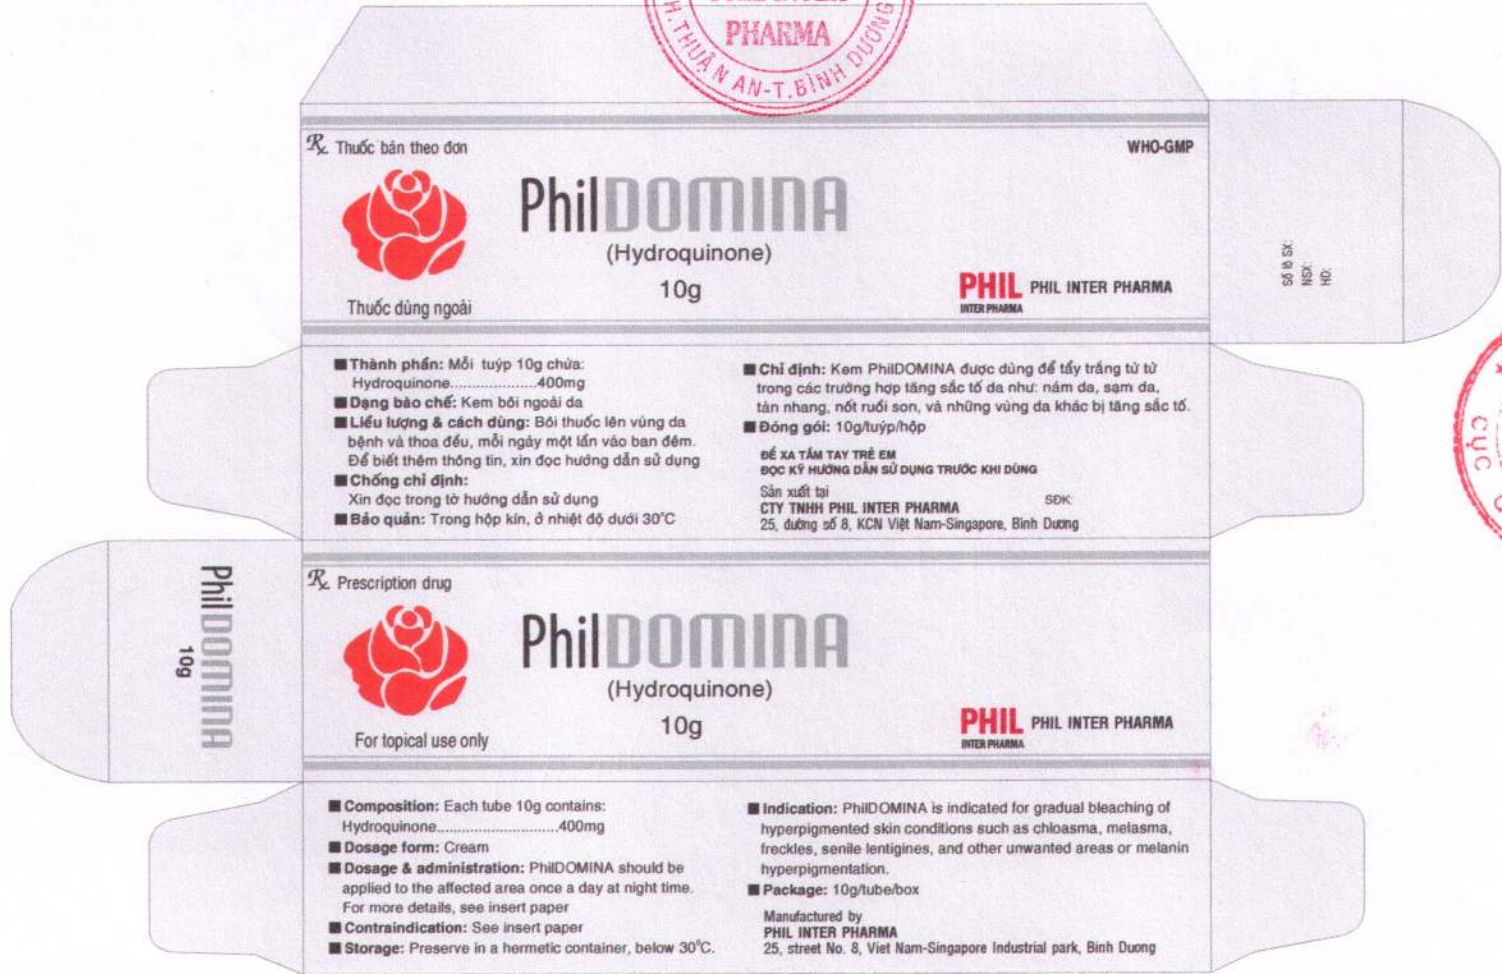 PHARMA
H.THUẬN AN-T.BÌNH DƯƠNG
Rx Thuốc bán theo đơn
WHO-GMP
PhilDOMINA
(Hydroquinone)
10g
Thuốc dùng ngoài
PHIL
INTER PHARMA
PHIL INTER PHARMA
Số lô SX:
NSX:
HD:
■ Thành phần: Mỗi tuýp 10g chứa:
Hydroquinone....................400mg
■ Dạng bào chế: Kem bôi ngoài da
■ Liều lượng & cách dùng: Bôi thuốc lên vùng da
bệnh và thoa đều, mỗi ngày một lần vào ban đêm.
Để biết thêm thông tin, xin đọc hướng dẫn sử dụng
■ Chống chỉ định:
Xin đọc trong tờ hướng dẫn sử dụng
■ Bảo quản: Trong hộp kín, ở nhiệt độ dưới 30°C
■ Chỉ định: Kem PhilDOMINA được dùng để tẩy trắng từ từ
trong các trường hợp tăng sắc tố da như: nám da, sạm da,
tàn nhang, nốt ruồi son, và những vùng da khác bị tăng sắc tố.
■ Đóng gói: 10g/tuýp/hộp
ĐỂ XA TẦM TAY TRẺ EM
ĐỌC KỸ HƯỚNG DẪN SỬ DỤNG TRƯỚC KHI DÙNG
Sản xuất tại
CTY TNHH PHIL INTER PHARMA
SĐK:
25, đường số 8, KCN Việt Nam-Singapore, Bình Dương
CỤC
PhilDOMINA
10g
Rx Prescription drug
PhilDOMINA
(Hydroquinone)
10g
For topical use only
PHIL
INTER PHARMA
PHIL INTER PHARMA
■ Composition: Each tube 10g contains:
Hydroquinone............................400mg
■ Dosage form: Cream
■ Dosage & administration: PhilDOMINA should be
applied to the affected area once a day at night time.
For more details, see insert paper
■ Contraindication: See insert paper
■ Storage: Preserve in a hermetic container, below 30°C.
■ Indication: PhilDOMINA is indicated for gradual bleaching of
hyperpigmented skin conditions such as chloasma, melasma,
freckles, senile lentigines, and other unwanted areas or melanin
hyperpigmentation.
■ Package: 10g/tube/box
Manufactured by
PHIL INTER PHARMA
25, street No. 8, Viet Nam-Singapore Industrial park, Binh Duong